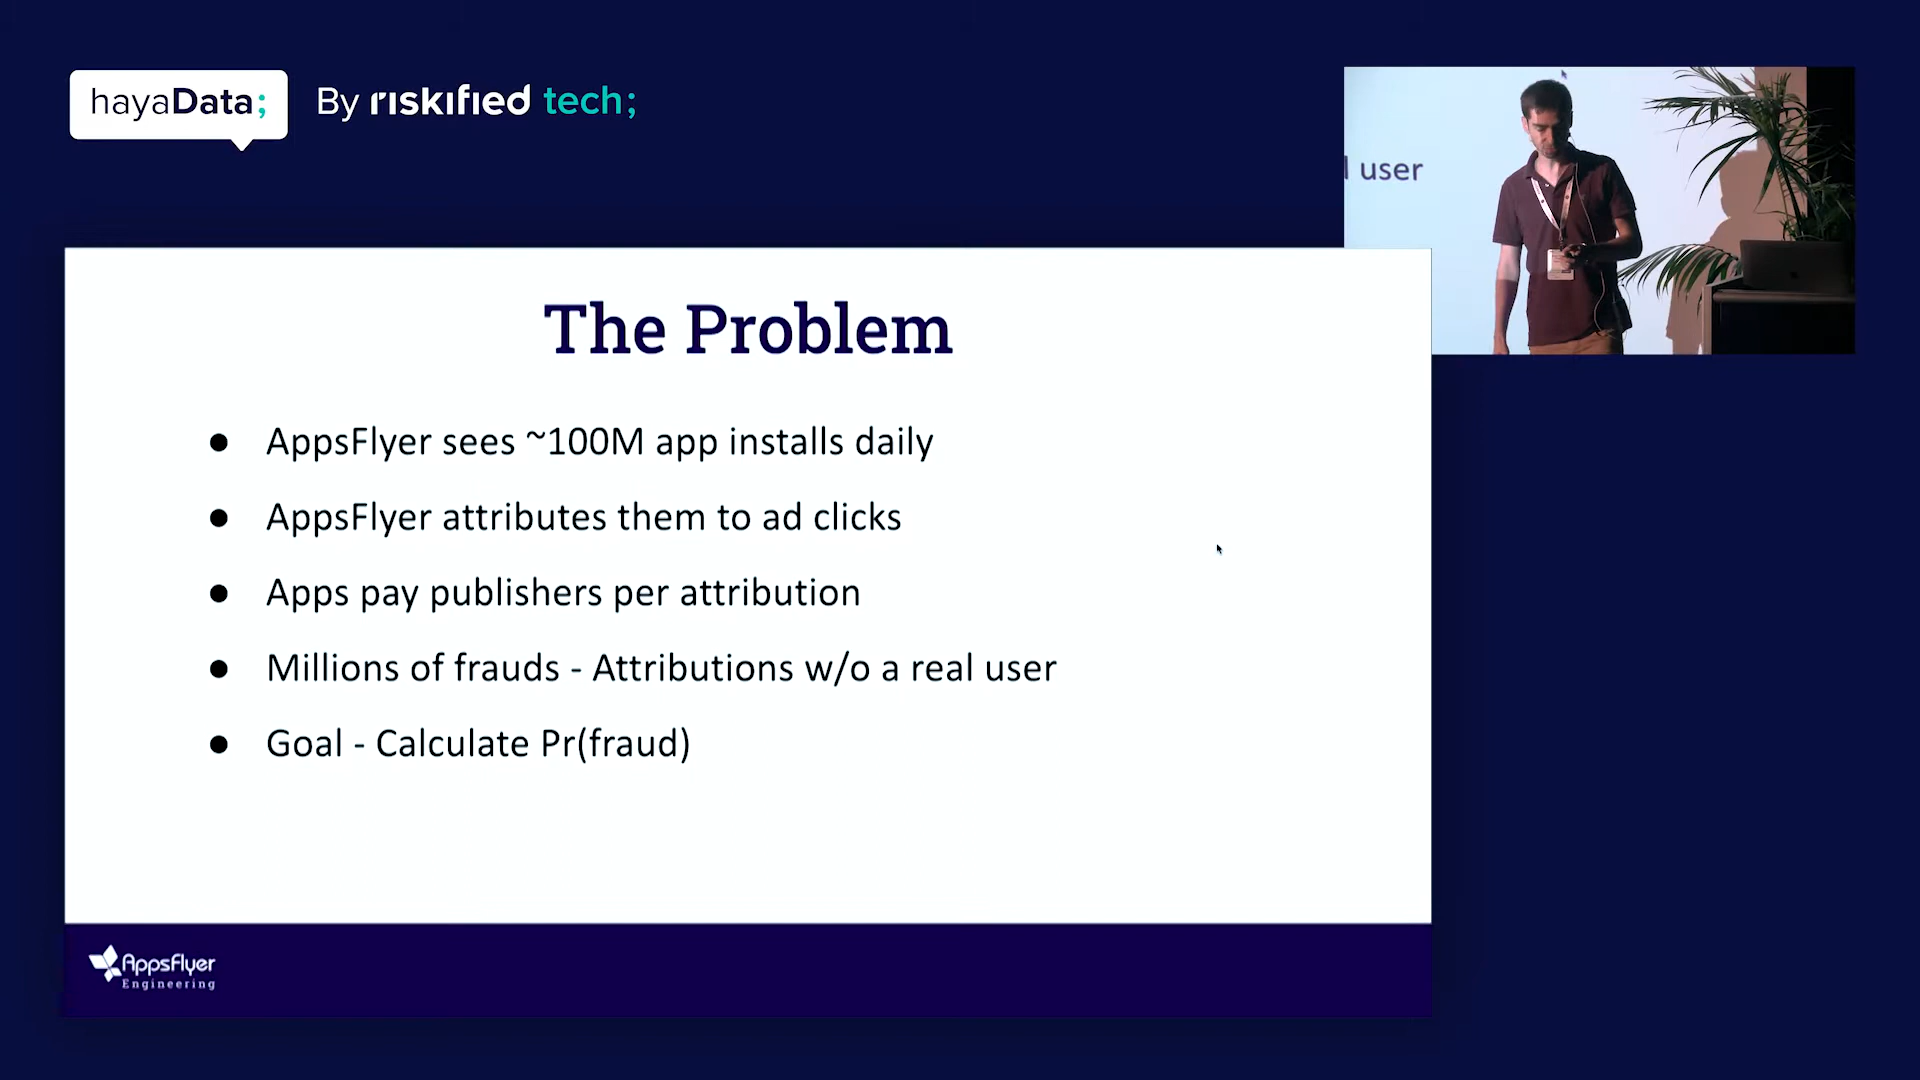 hayaData; By riskified tech;
user
The Problem
● AppsFlyer sees ~100M app installs daily
● AppsFlyer attributes them to ad clicks
● Apps pay publishers per attribution
● Millions of frauds - Attributions w/o a real user
● Goal - Calculate Pr(fraud)
AppsFlyer
Engineering